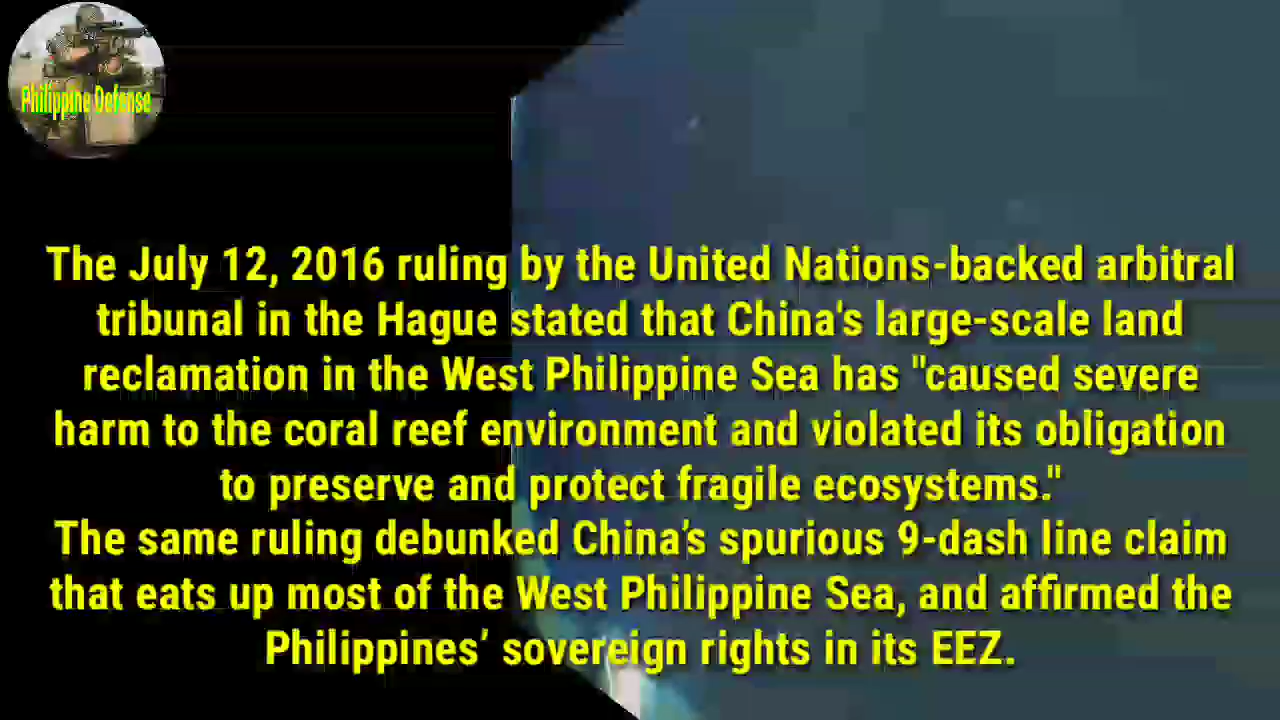 Philippine Defense
The July 12, 2016 ruling by the United Nations-backed arbitral
tribunal in the Hague stated that China's large-scale land
reclamation in the West Philippine Sea has "caused severe
harm to the coral reef environment and violated its obligation
to preserve and protect fragile ecosystems."
The same ruling debunked China’s spurious 9-dash line claim
that eats up most of the West Philippine Sea, and affirmed the
Philippines’ sovereign rights in its EEZ.